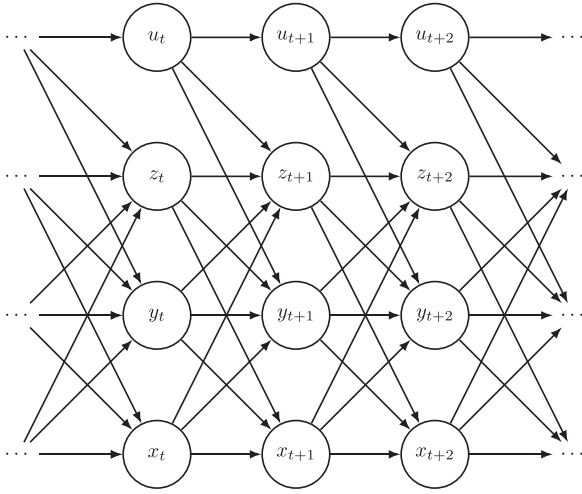 ⋯ u_t u_{t+1} u_{t+2} ⋯
⋯ z_t z_{t+1} z_{t+2} ⋯
⋯ y_t y_{t+1} y_{t+2} ⋯
⋯ x_t x_{t+1} x_{t+2} ⋯